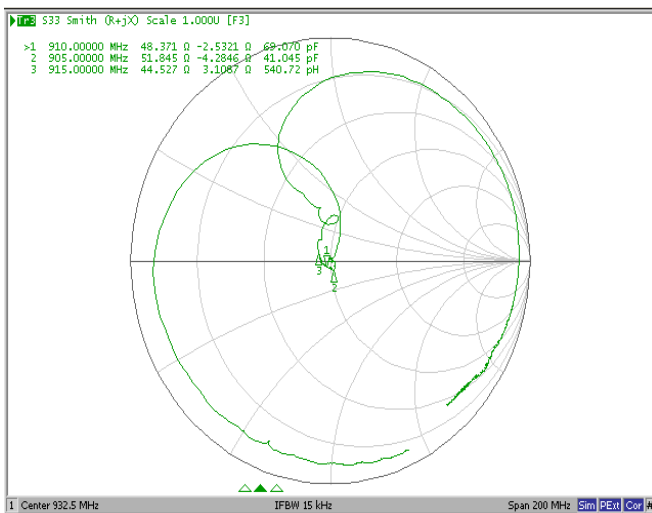 Tr3 S33 Smith (R+jX) Scale 1.000U [F3]
>1 910.00000 MHz 48.371 Ω -2.5321 Ω 69.070 pF
2 905.00000 MHz 51.845 Ω -4.2846 Ω 41.045 pF
3 915.00000 MHz 44.527 Ω 3.1087 Ω 540.72 pH
1
3
2
1 Center 932.5 MHz IFBW 15 kHz Span 200 MHz Sim PExt Cor #